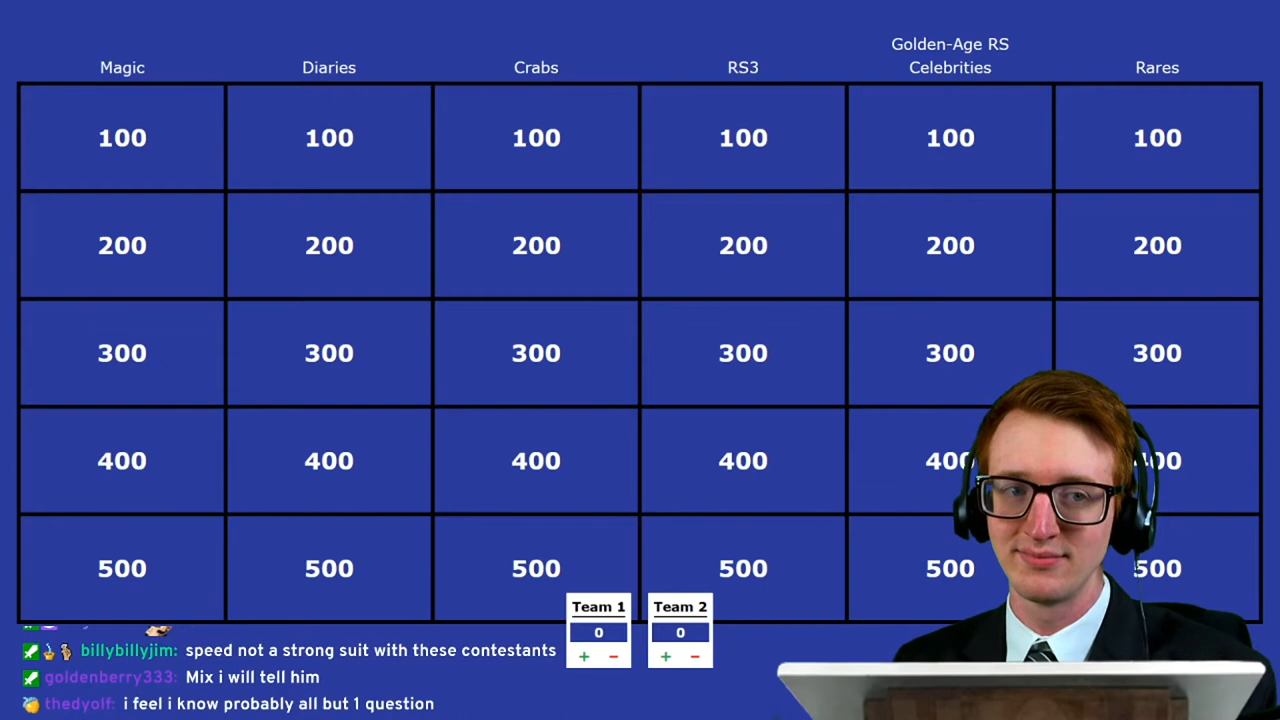 Golden-Age RS
Magic Diaries Crabs RS3 Celebrities Rares
100 100 100 100 100 100
200 200 200 200 200 200
300 300 300 300 300 300
400 400 400 400 400
500 500 500 500 500 500
Team 1 Team 2
0 0
+ − + −
billybillyjim: speed not a strong suit with these contestants
goldenberry333: Mix i will tell him
thedyolf: i feel i know probably all but 1 question